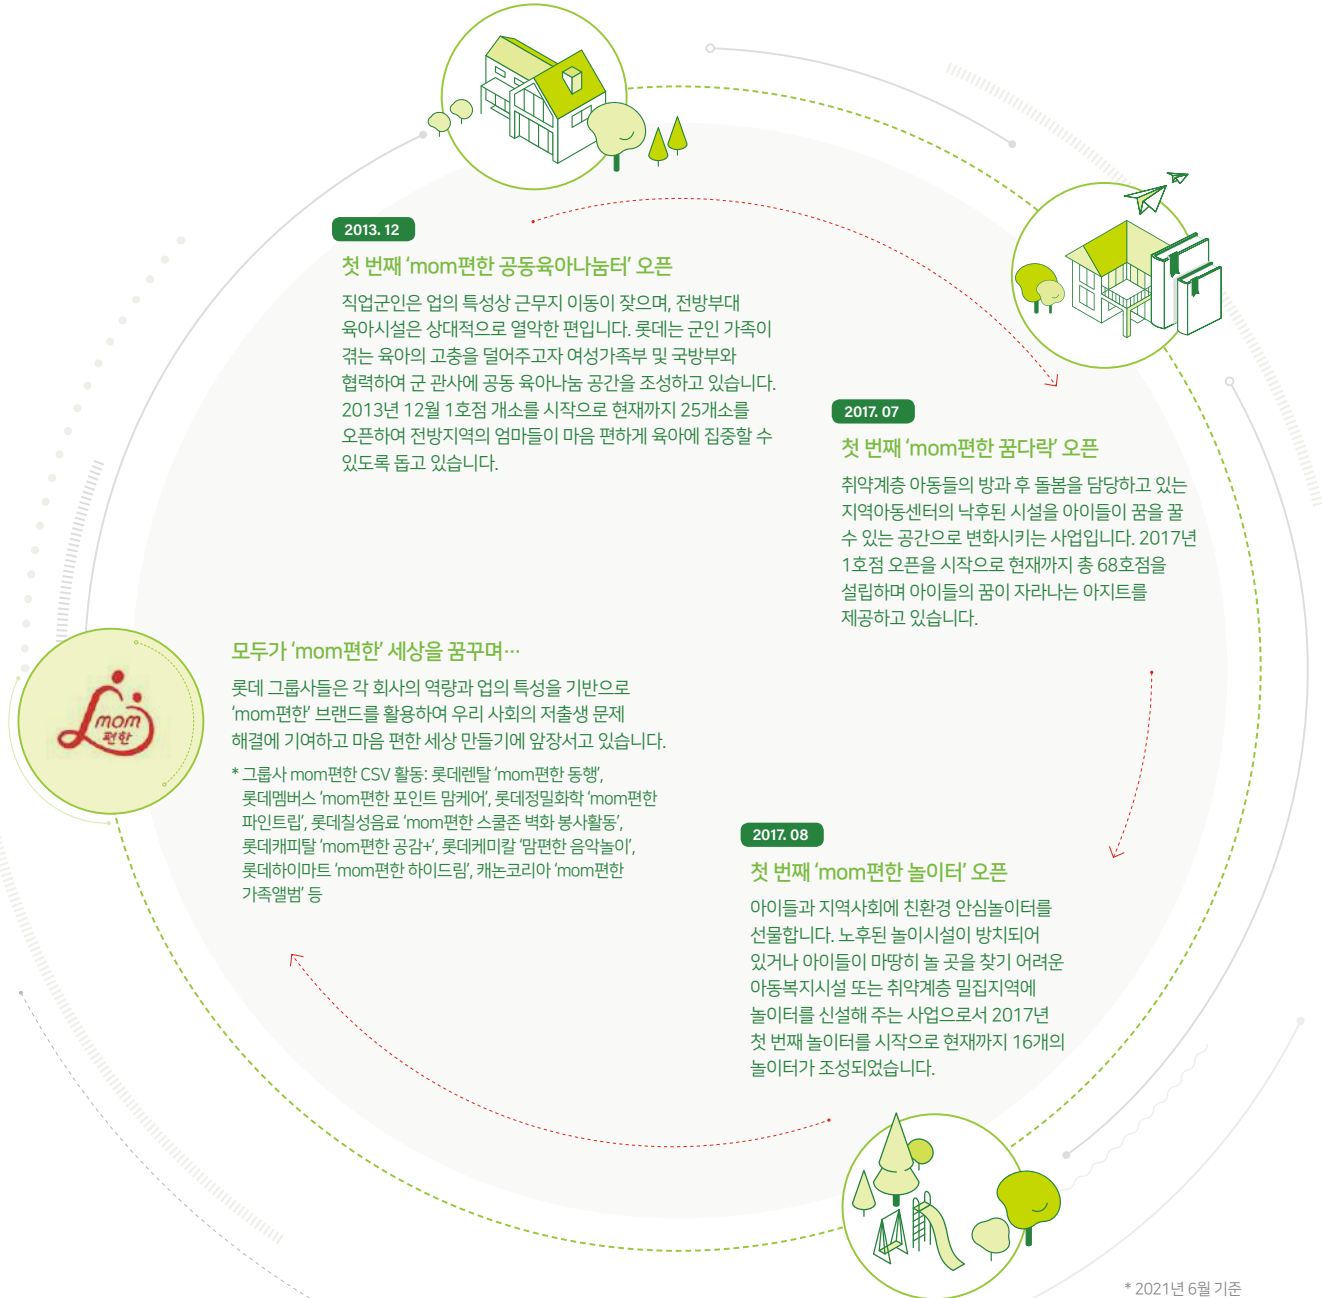 2013. 12
첫 번째 ‘mom편한 공동육아나눔터’ 오픈
직업군인은 업의 특성상 근무지 이동이 잦으며, 전방부대
육아시설은 상대적으로 열악한 편입니다. 롯데는 군인 가족이
겪는 육아의 고충을 덜어주고자 여성가족부 및 국방부와
협력하여 군 관사에 공동 육아나눔 공간을 조성하고 있습니다.
2013년 12월 1호점 개소를 시작으로 현재까지 25개소를
오픈하여 전방지역의 엄마들이 마음 편하게 육아에 집중할 수
있도록 돕고 있습니다.
2017. 07
첫 번째 ‘mom편한 꿈다락’ 오픈
취약계층 아동들의 방과 후 돌봄을 담당하고 있는
지역아동센터의 낙후된 시설을 아이들이 꿈을 꿀
수 있는 공간으로 변화시키는 사업입니다. 2017년
1호점 오픈을 시작으로 현재까지 총 68호점을
설립하며 아이들의 꿈이 자라나는 아지트를
제공하고 있습니다.
mom
편한
모두가 ‘mom편한’ 세상을 꿈꾸며…
롯데 그룹사들은 각 회사의 역량과 업의 특성을 기반으로
‘mom편한’ 브랜드를 활용하여 우리 사회의 저출생 문제
해결에 기여하고 마음 편한 세상 만들기에 앞장서고 있습니다.
* 그룹사 mom편한 CSV 활동: 롯데렌탈 ‘mom편한 동행’,
롯데멤버스 ‘mom편한 포인트 맘케어’, 롯데정밀화학 ‘mom편한
파인트립’, 롯데칠성음료 ‘mom편한 스쿨존 벽화 봉사활동’,
롯데캐피탈 ‘mom편한 공감+’, 롯데케미칼 ‘맘편한 음악놀이’,
롯데하이마트 ‘mom편한 하이드림’, 캐논코리아 ‘mom편한
가족앨범’ 등
2017. 08
첫 번째 ‘mom편한 놀이터’ 오픈
아이들과 지역사회에 친환경 안심놀이터를
선물합니다. 노후된 놀이시설이 방치되어
있거나 아이들이 마땅히 놀 곳을 찾기 어려운
아동복지시설 또는 취약계층 밀집지역에
놀이터를 신설해 주는 사업으로서 2017년
첫 번째 놀이터를 시작으로 현재까지 16개의
놀이터가 조성되었습니다.
* 2021년 6월 기준